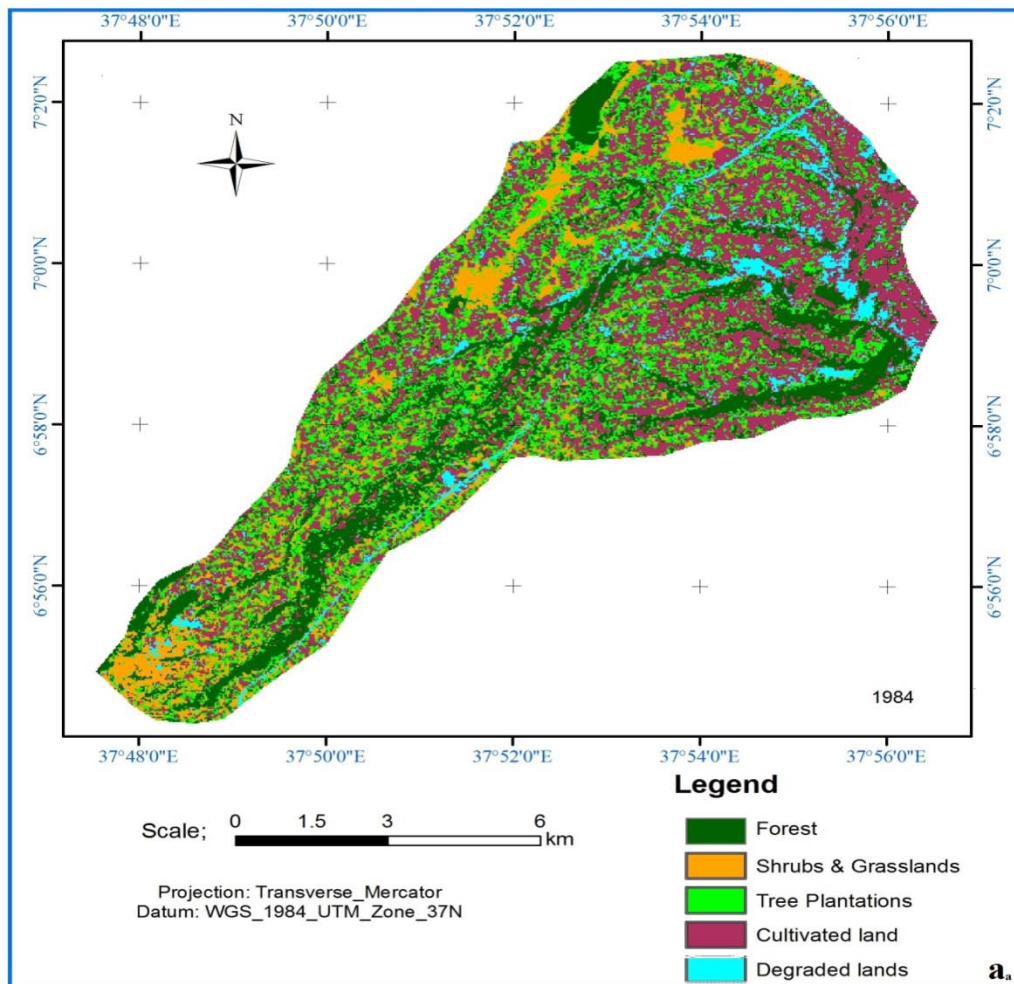 37°48'0"E 37°50'0"E 37°52'0"E 37°54'0"E 37°56'0"E
7°2'0"N 7°2'0"N
N
7°0'0"N 7°0'0"N
6°58'0"N 6°58'0"N
6°56'0"N 6°56'0"N
1984
37°48'0"E 37°50'0"E 37°52'0"E 37°54'0"E 37°56'0"E
Legend
Scale; 0 1.5 3 6 km
Forest
Shrubs & Grasslands
Projection: Transverse_Mercator
Datum: WGS_1984_UTM_Zone_37N
Tree Plantations
Cultivated land
Degraded lands
a a.